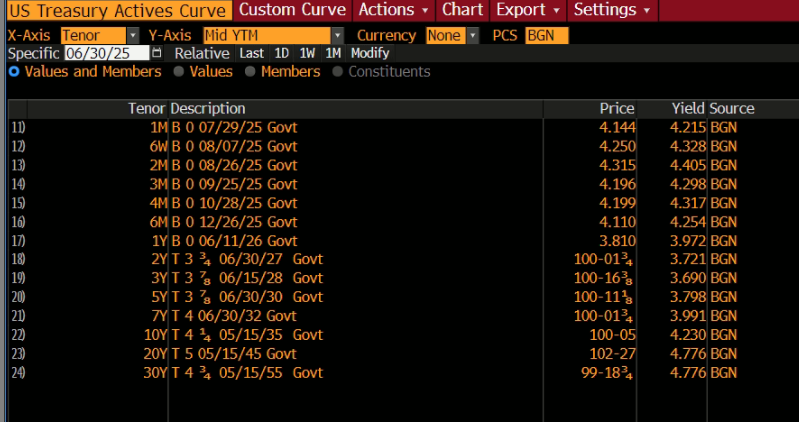 US Treasury Actives Curve Custom Curve Actions Chart Export Settings
X-Axis Tenor Y-Axis Mid YTM Currency None PCS BGN
Specific 06/30/25 Relative Last 1D 1W 1M Modify
Values and Members Values Members Constituents
Tenor Description Price Yield Source
11) 1M B 0 07/29/25 Govt 4.144 4.215 BGN
12) 6W B 0 08/07/25 Govt 4.250 4.328 BGN
13) 2M B 0 08/26/25 Govt 4.315 4.405 BGN
14) 3M B 0 09/25/25 Govt 4.196 4.298 BGN
15) 4M B 0 10/28/25 Govt 4.199 4.317 BGN
16) 6M B 0 12/26/25 Govt 4.110 4.254 BGN
17) 1Y B 0 06/11/26 Govt 3.810 3.972 BGN
18) 2Y T 3 ¾ 06/30/27 Govt 100-01¾ 3.721 BGN
19) 3Y T 3 ⅞ 06/15/28 Govt 100-16⅜ 3.690 BGN
20) 5Y T 3 ⅞ 06/30/30 Govt 100-11⅛ 3.798 BGN
21) 7Y T 4 06/30/32 Govt 100-01¾ 3.991 BGN
22) 10Y T 4 ¼ 05/15/35 Govt 100-05 4.230 BGN
23) 20Y T 5 05/15/45 Govt 102-27 4.776 BGN
24) 30Y T 4 ¾ 05/15/55 Govt 99-18¾ 4.776 BGN